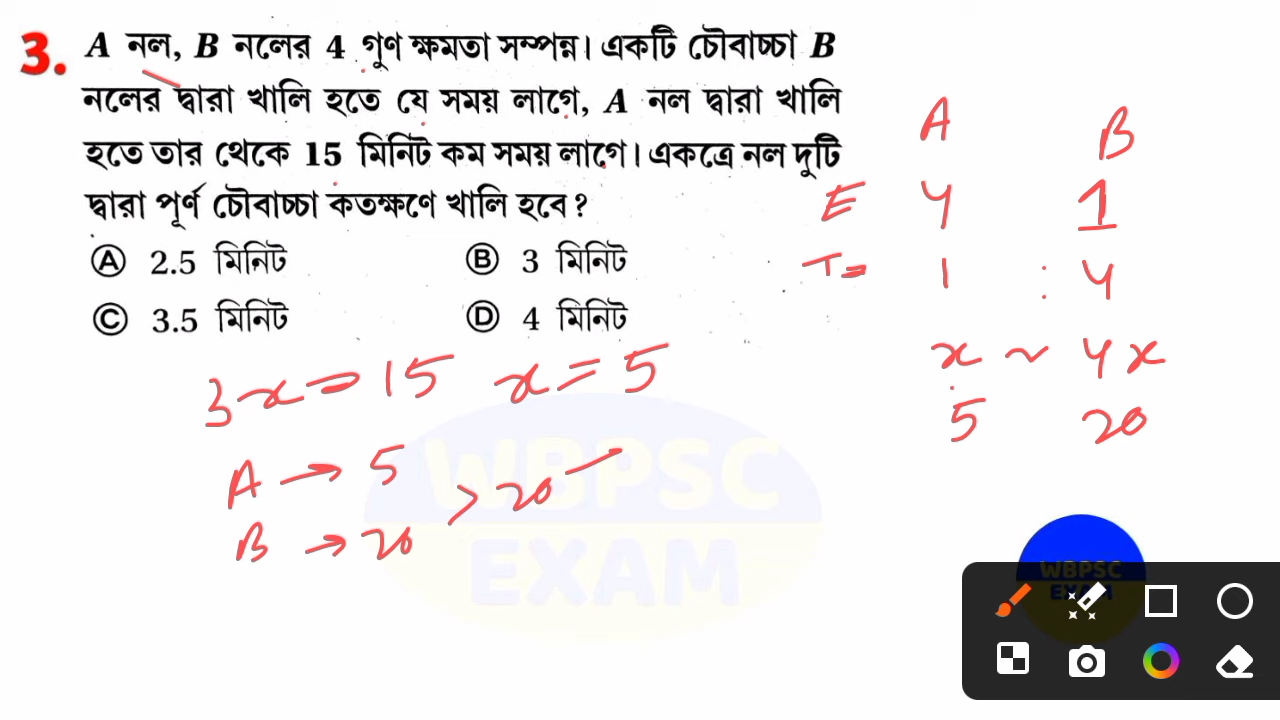 3. A নল, B নলের 4 গুণ ক্ষমতা সম্পন্ন। একটি চৌবাচ্চা B
নলের দ্বারা খালি হতে যে সময় লাগে, A নল দ্বারা খালি
হতে তার থেকে 15 মিনিট কম সময় লাগে। একত্রে নল দুটি
দ্বারা পূর্ণ চৌবাচ্চা কতক্ষণে খালি হবে?
A 2.5 মিনিট B 3 মিনিট
C 3.5 মিনিট D 4 মিনিট
A B
E 4 1
T = 1 : 4
x ~ 4x
5 20
3x = 15 x = 5
A → 5
B → 20 > 20
WBPSC
EXAM
WBPSC
EXAM